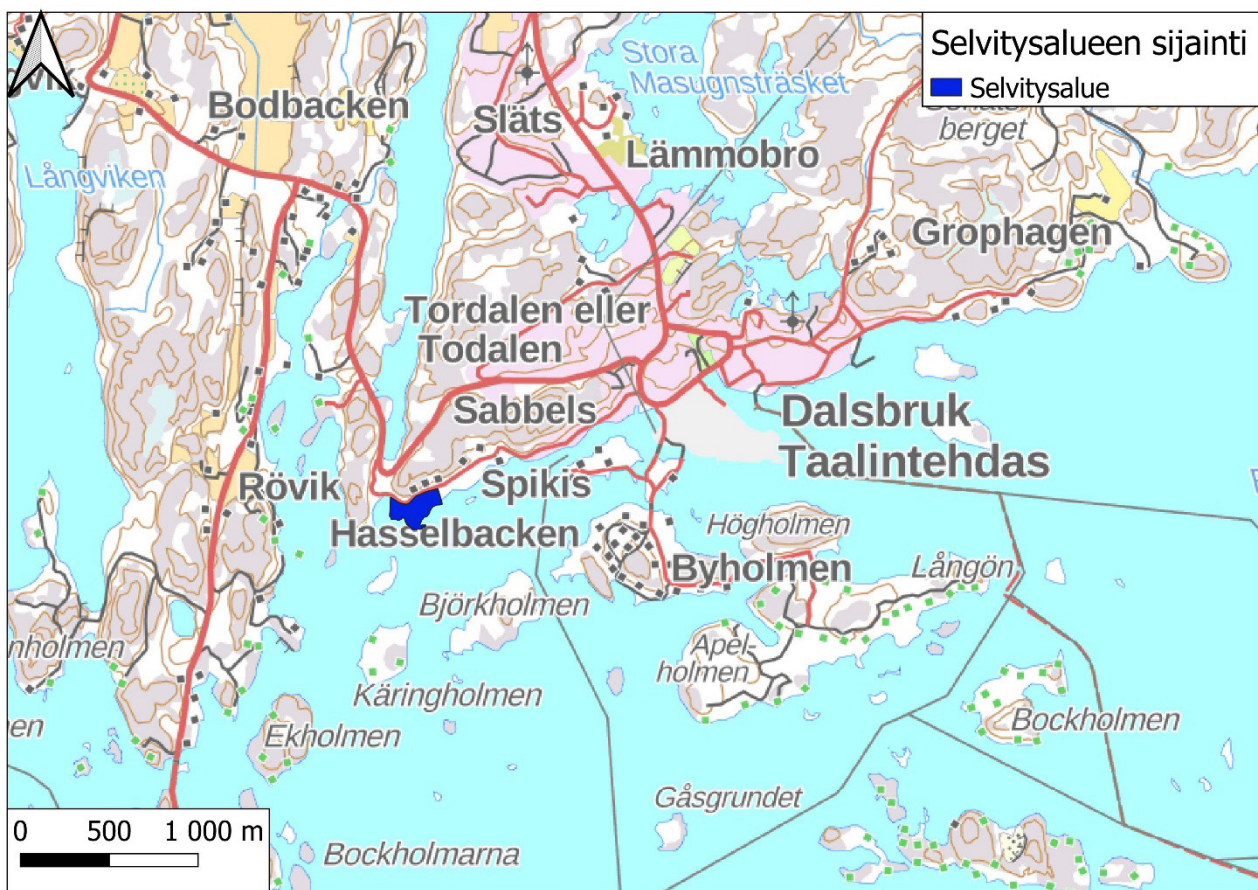 Selvitysalueen sijainti
Selvitysalue
Stora
Masugnsträsket
Bodbacken
Släts
Lämmobro
berget
Långviken
Grophagen
Tordalen eller
Todalen
Sabbels
Dalsbruk
Taalintehdas
Rövik
Spikis
Hasselbacken
Högholmen
Byholmen
Långön
Björkholmen
Apel-
holmen
nholmen
Käringholmen
Bockholmen
Ekholmen
Gåsgrundet
0 500 1 000 m
Bockholmarna